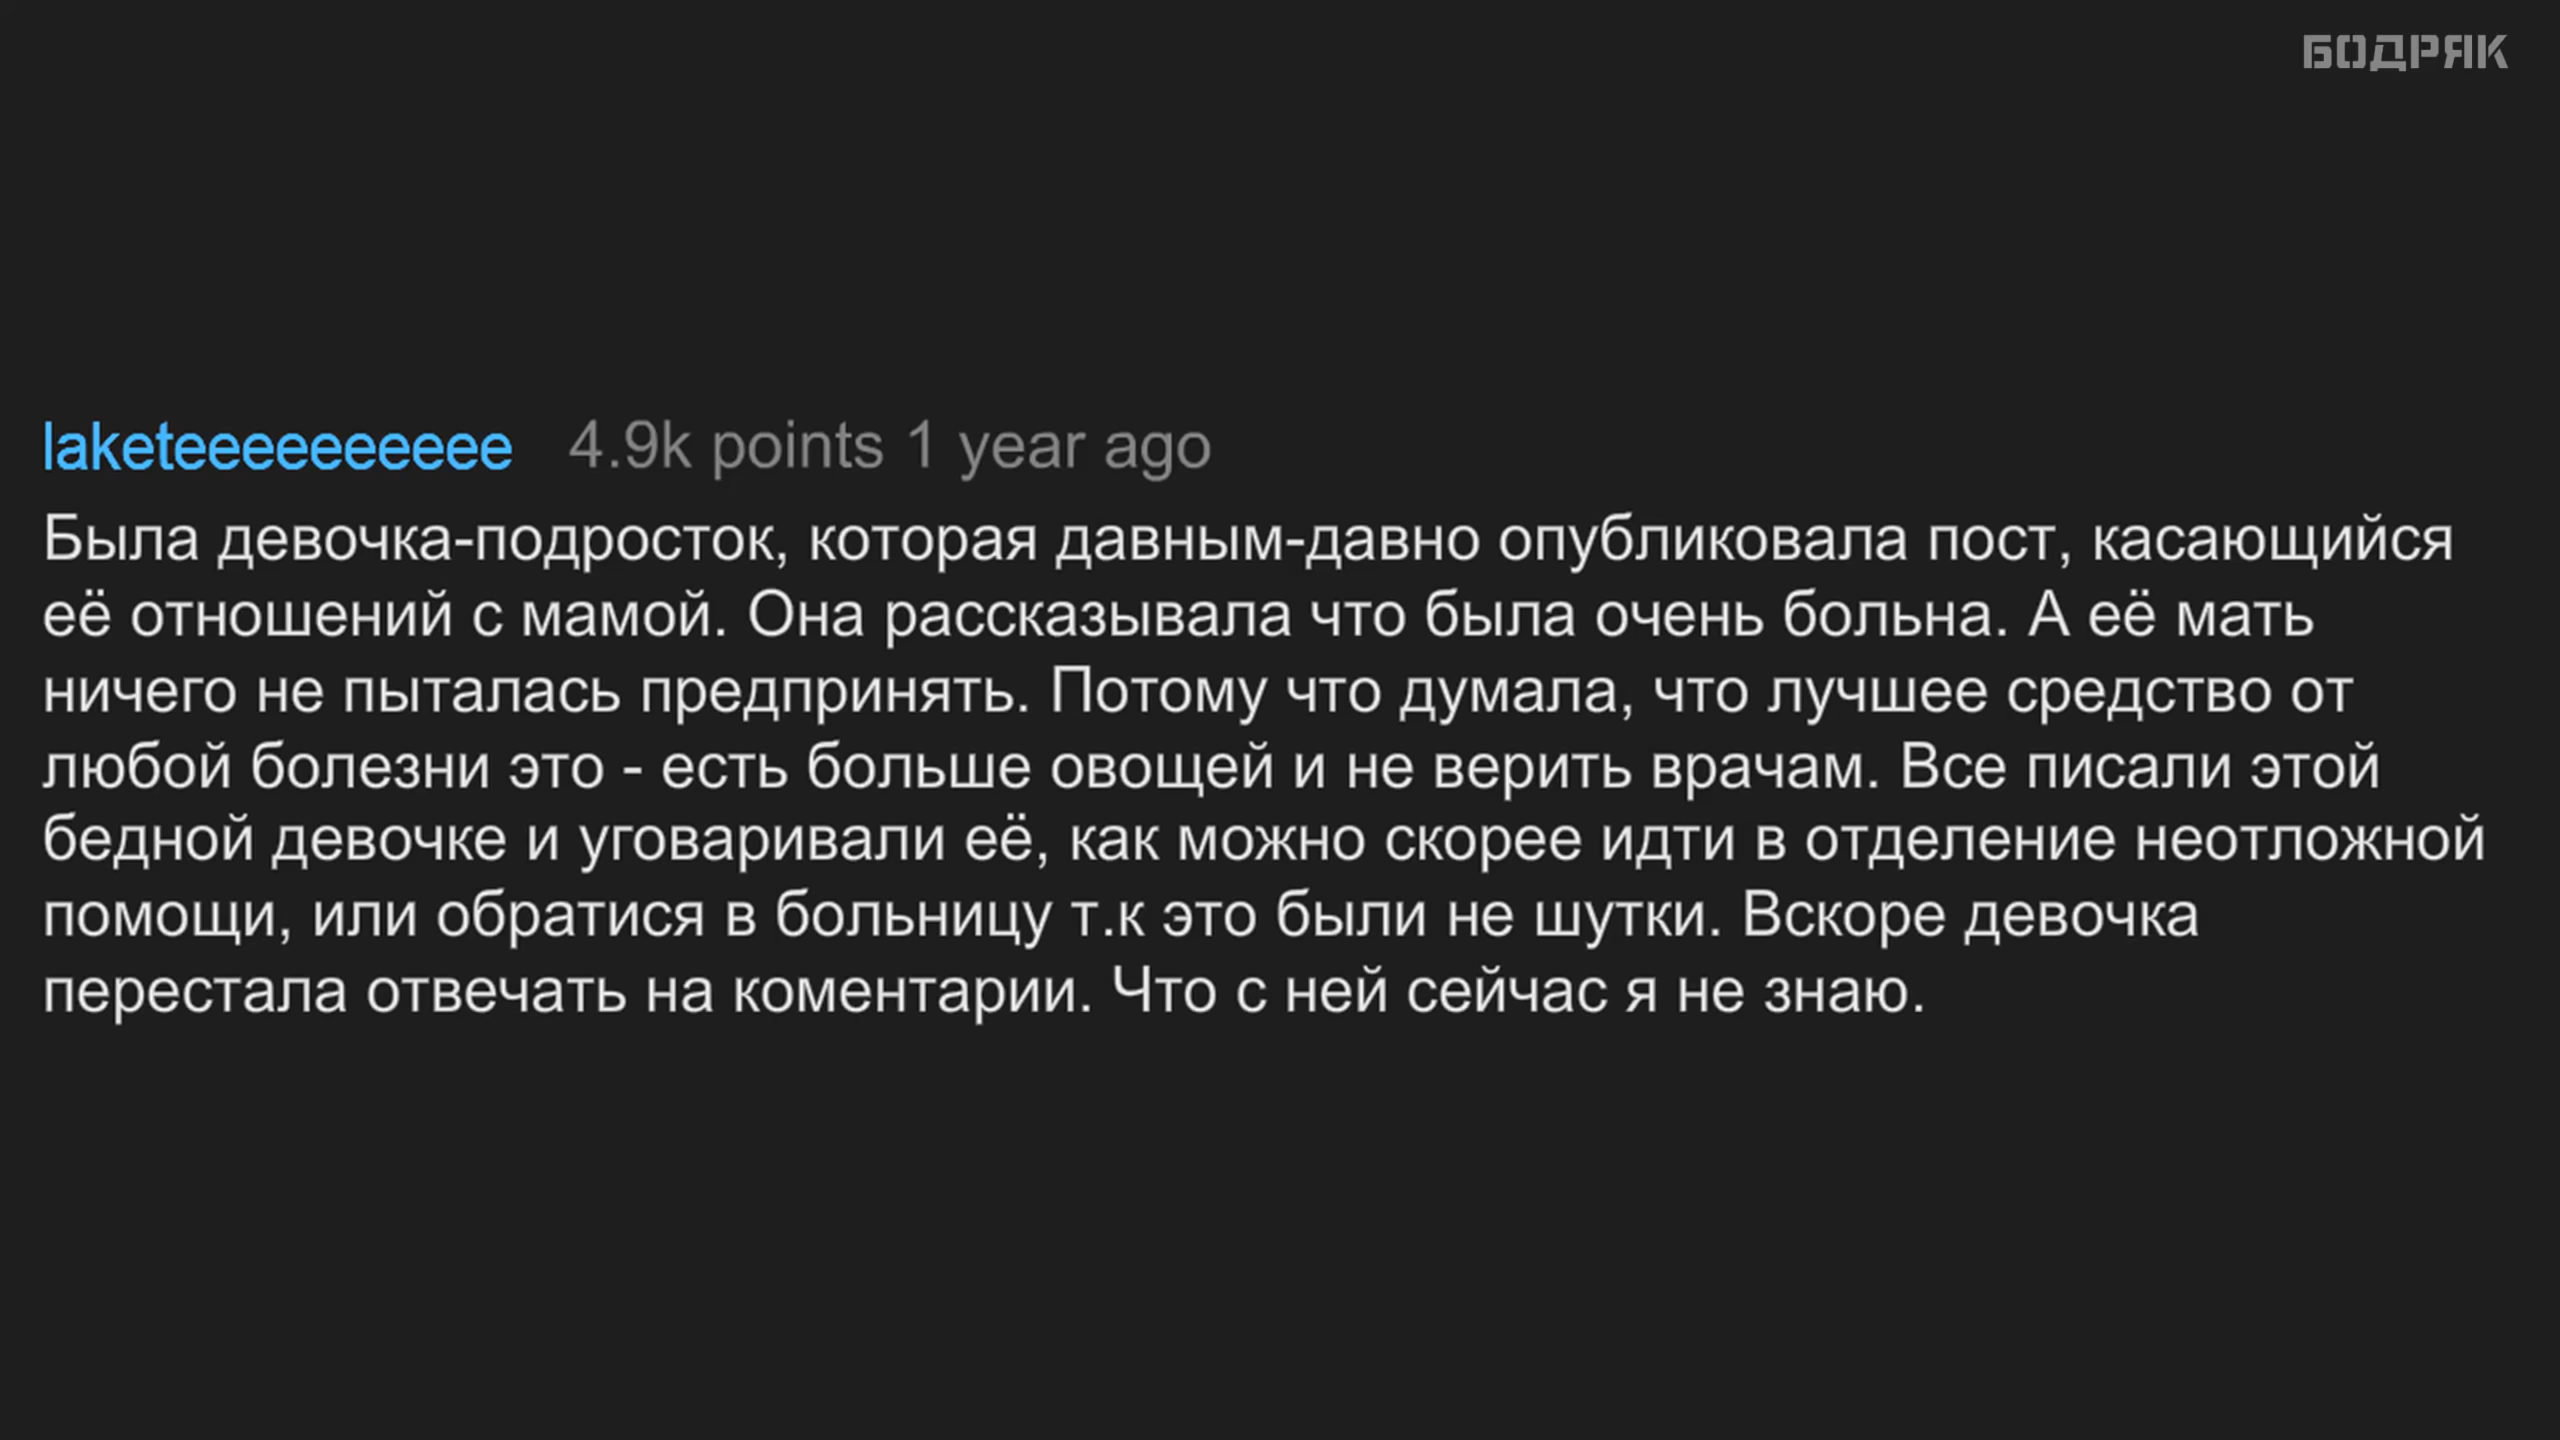 БОДРЯК
laketeeeeeeeeee 4.9k points 1 year ago
Была девочка-подросток, которая давным-давно опубликовала пост, касающийся
её отношений с мамой. Она рассказывала что была очень больна. А её мать
ничего не пыталась предпринять. Потому что думала, что лучшее средство от
любой болезни это - есть больше овощей и не верить врачам. Все писали этой
бедной девочке и уговаривали её, как можно скорее идти в отделение неотложной
помощи, или обратися в больницу т.к это были не шутки. Вскоре девочка
перестала отвечать на коментарии. Что с ней сейчас я не знаю.